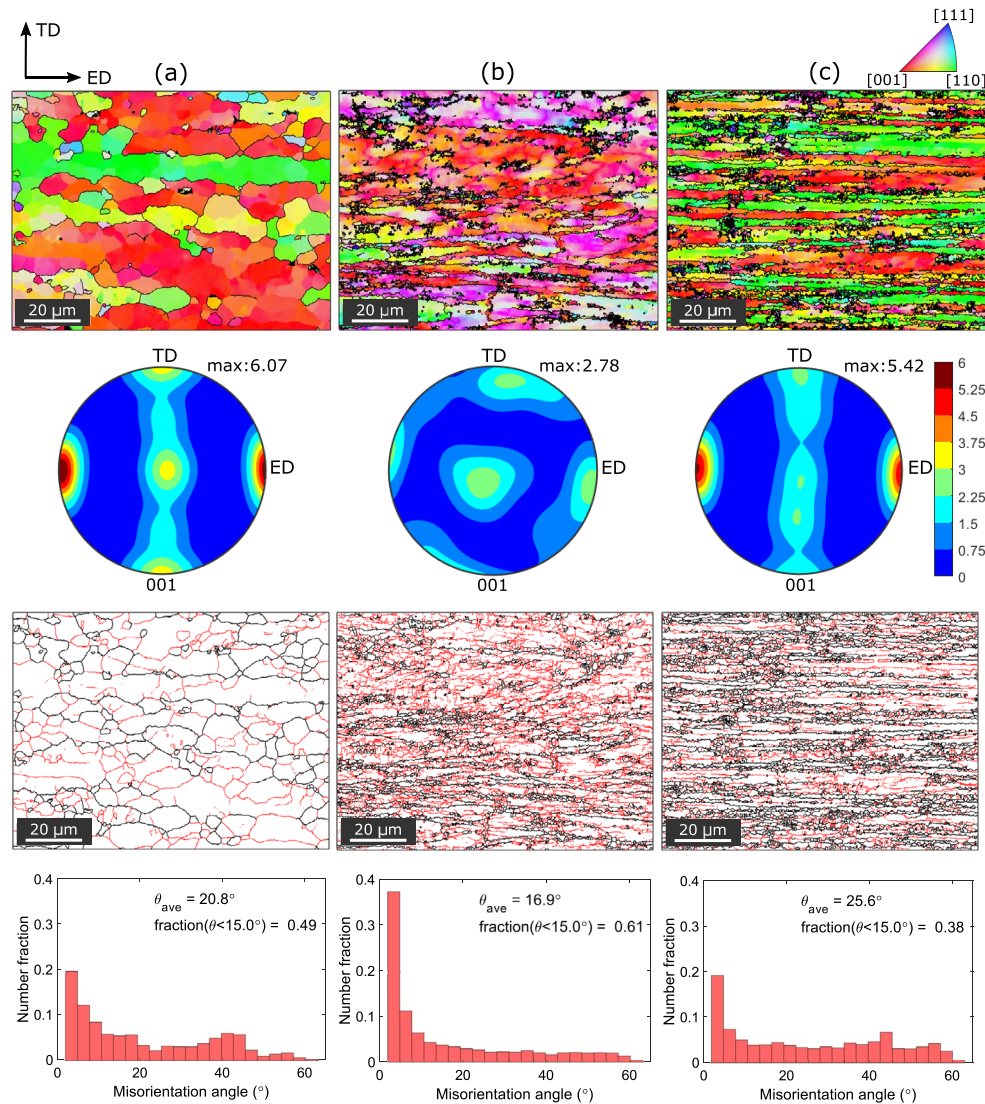 TD
ED
(a)
(b)
(c)
[111]
[001]
[110]
20 µm
20 µm
20 µm
TD
max:6.07
TD
max:2.78
TD
max:5.42
ED
ED
ED
001
001
001
6
5.25
4.5
3.75
3
2.25
1.5
0.75
0
20 µm
20 µm
20 µm
Number fraction
0.4
0.3
0.2
0.1
0
θave = 20.8°
fraction(θ<15.0°) = 0.49
0
20
40
60
Misorientation angle (°)
Number fraction
0.4
0.3
0.2
0.1
0
θave = 16.9°
fraction(θ<15.0°) = 0.61
0
20
40
60
Misorientation angle (°)
Number fraction
0.4
0.3
0.2
0.1
0
θave = 25.6°
fraction(θ<15.0°) = 0.38
0
20
40
60
Misorientation angle (°)